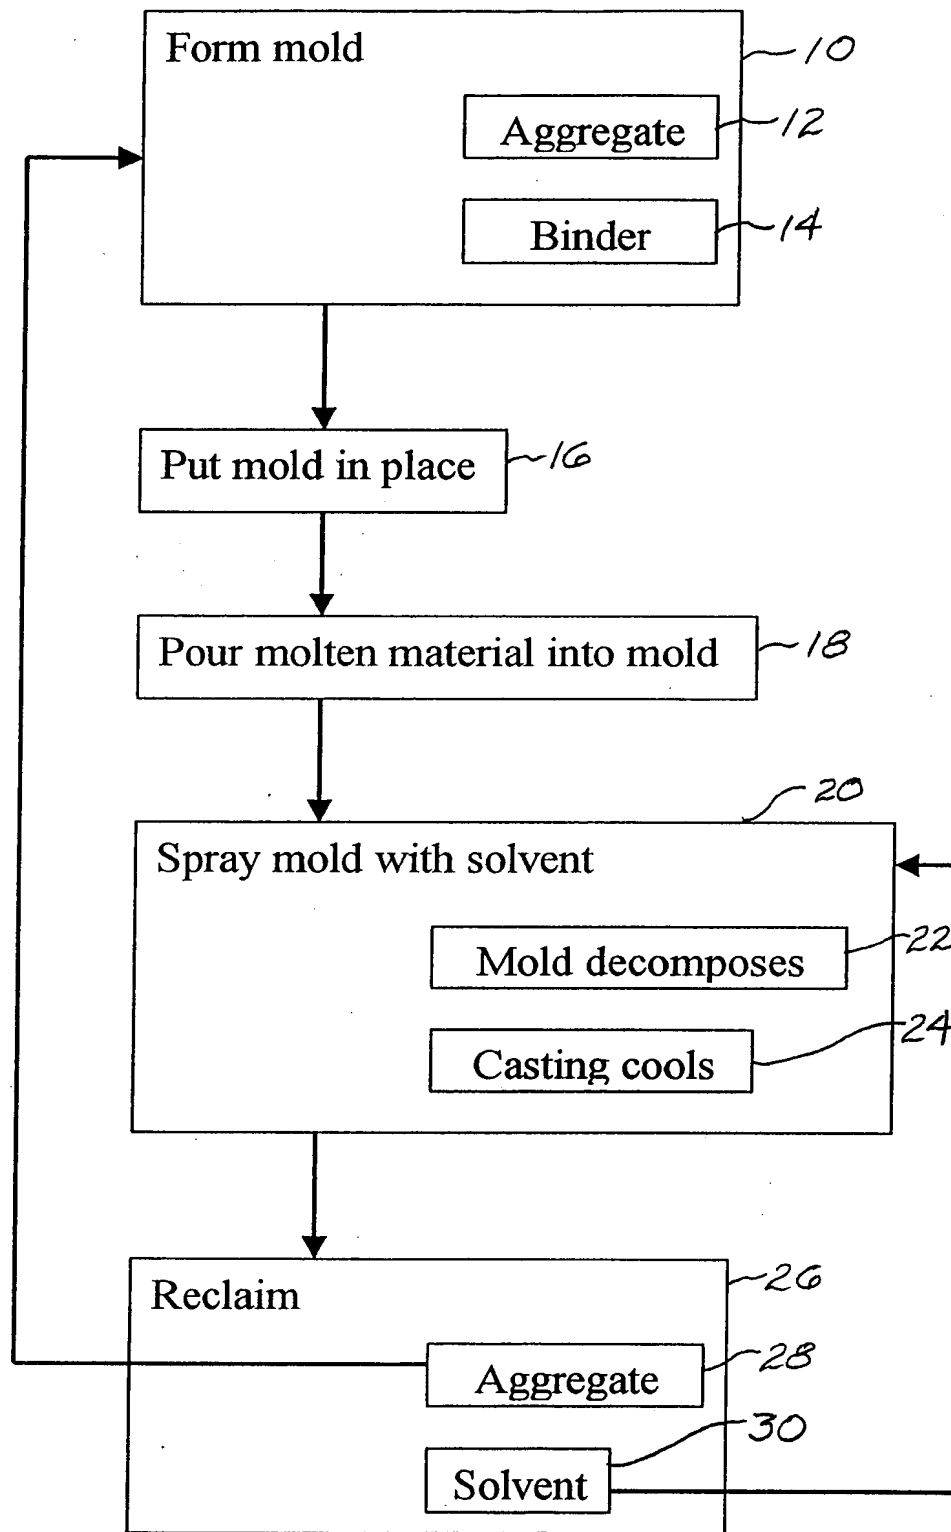 Form mold
10
Aggregate
12
Binder
14
Put mold in place
16
Pour molten material into mold
18
20
Spray mold with solvent
22
Mold decomposes
24
Casting cools
26
Reclaim
28
Aggregate
30
Solvent